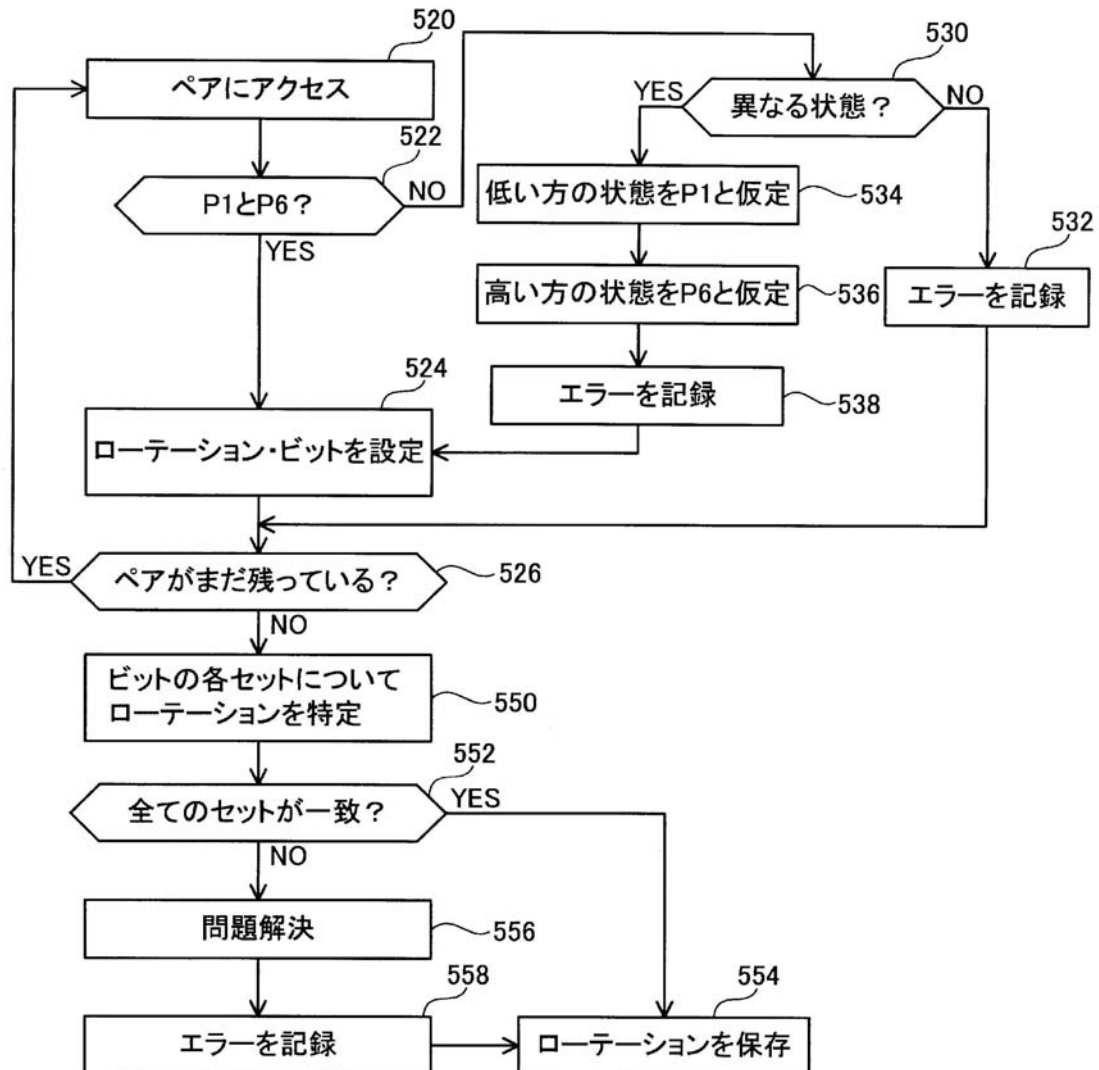 520
ペアにアクセス
522
P1とP6？
NO
YES
530
YES
異なる状態？
NO
低い方の状態をP1と仮定
534
532
高い方の状態をP6と仮定
536
エラーを記録
エラーを記録
538
524
ローテーション・ビットを設定
YES
ペアがまだ残っている？
526
NO
ビットの各セットについて
ローテーションを特定
550
552
全てのセットが一致？
YES
NO
問題解決
556
558
エラーを記録
554
ローテーションを保存